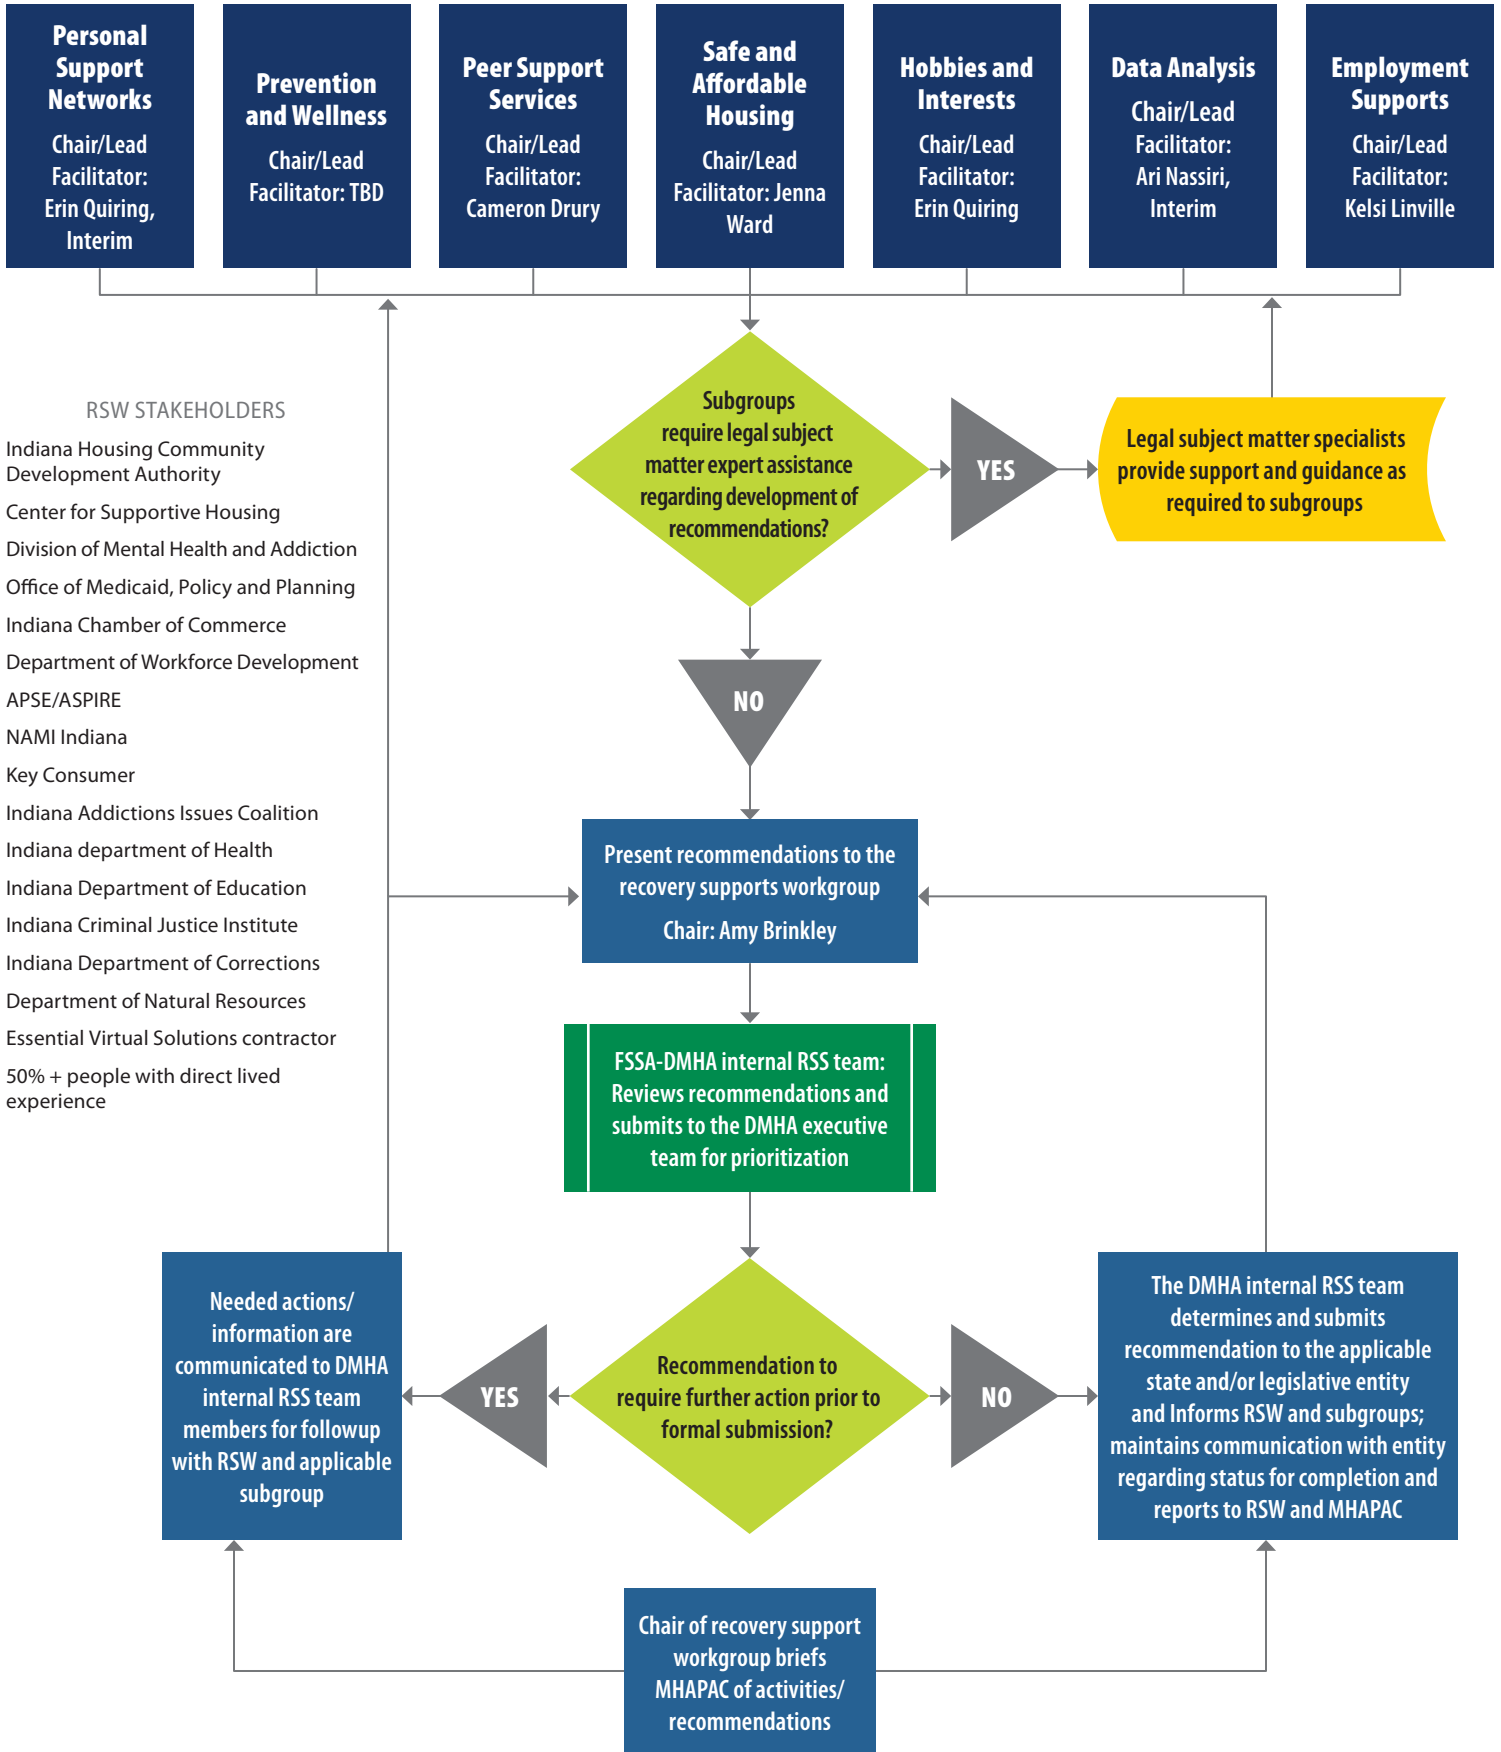 Personal
Support
Networks
Chair/Lead
Facilitator:
Erin Quiring,
Interim
Prevention
and Wellness
Chair/Lead
Facilitator: TBD
Peer Support
Services
Chair/Lead
Facilitator:
Cameron Drury
Safe and
Affordable
Housing
Chair/Lead
Facilitator: Jenna
Ward
Hobbies and
Interests
Chair/Lead
Facilitator:
Erin Quiring
Data Analysis
Chair/Lead
Facilitator:
Ari Nassiri,
Interim
Employment
Supports
Chair/Lead
Facilitator:
Kelsi Linville
Subgroups
require legal subject
matter expert assistance
regarding development of
recommendations?
YES
Legal subject matter specialists
provide support and guidance as
required to subgroups
NO
RSW STAKEHOLDERS
Indiana Housing Community
Development Authority
Center for Supportive Housing
Division of Mental Health and Addiction
Office of Medicaid, Policy and Planning
Indiana Chamber of Commerce
Department of Workforce Development
APSE/ASPIRE
NAMI Indiana
Key Consumer
Indiana Addictions Issues Coalition
Indiana department of Health
Indiana Department of Education
Indiana Criminal Justice Institute
Indiana Department of Corrections
Department of Natural Resources
Essential Virtual Solutions contractor
50% + people with direct lived
experience
Present recommendations to the
recovery supports workgroup
Chair: Amy Brinkley
FSSA-DMHA internal RSS team:
Reviews recommendations and
submits to the DMHA executive
team for prioritization
Needed actions/
information are
communicated to DMHA
internal RSS team
members for followup
with RSW and applicable
subgroup
YES
Recommendation to
require further action prior to
formal submission?
NO
The DMHA internal RSS team
determines and submits
recommendation to the applicable
state and/or legislative entity
and Informs RSW and subgroups;
maintains communication with entity
regarding status for completion and
reports to RSW and MHAPAC
Chair of recovery support
workgroup briefs
MHAPAC of activities/
recommendations